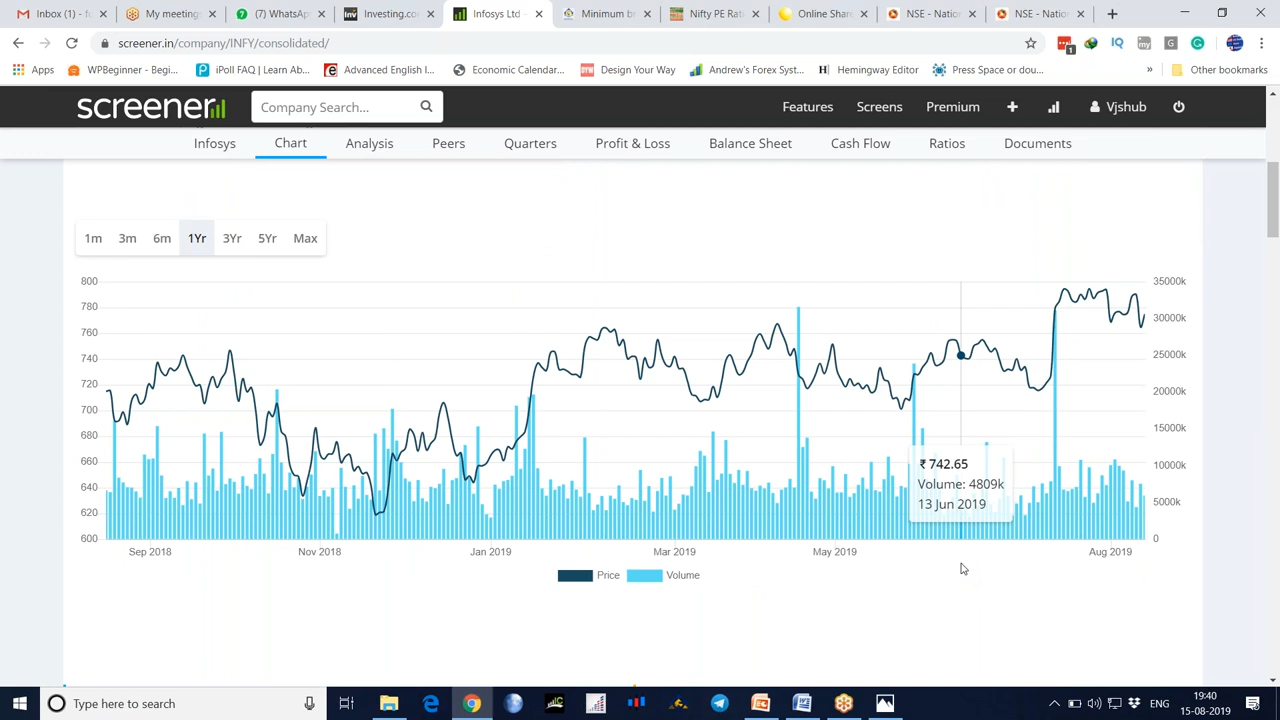 Inbox (1) - fo
My meetings
(7) WhatsAp
Investing.co
Infosys Ltd -
Minimum br
Nifty PE Rat
Online Shar
NSE - Nation
NSE - Nation
screener.in/company/INFY/consolidated/
Apps
WPBeginner - Begi...
iPoll FAQ | Learn Ab...
Advanced English I...
Economic Calendar...
Design Your Way
Andrew's Forex Syst...
Hemingway Editor
Press Space or dou...
»
Other bookmarks
screener
Company Search...
Features
Screens
Premium
Vjshub
Infosys
Chart
Analysis
Peers
Quarters
Profit & Loss
Balance Sheet
Cash Flow
Ratios
Documents
1m 3m 6m 1Yr 3Yr 5Yr Max
800 35000k
780
30000k
760
740 25000k
720
20000k
700
15000k
680
660 10000k
640
5000k
620
600 0
₹ 742.65
Volume: 4809k
13 Jun 2019
Sep 2018 Nov 2018 Jan 2019 Mar 2019 May 2019 Aug 2019
Price Volume
Type here to search
ENG
19:40
15-08-2019